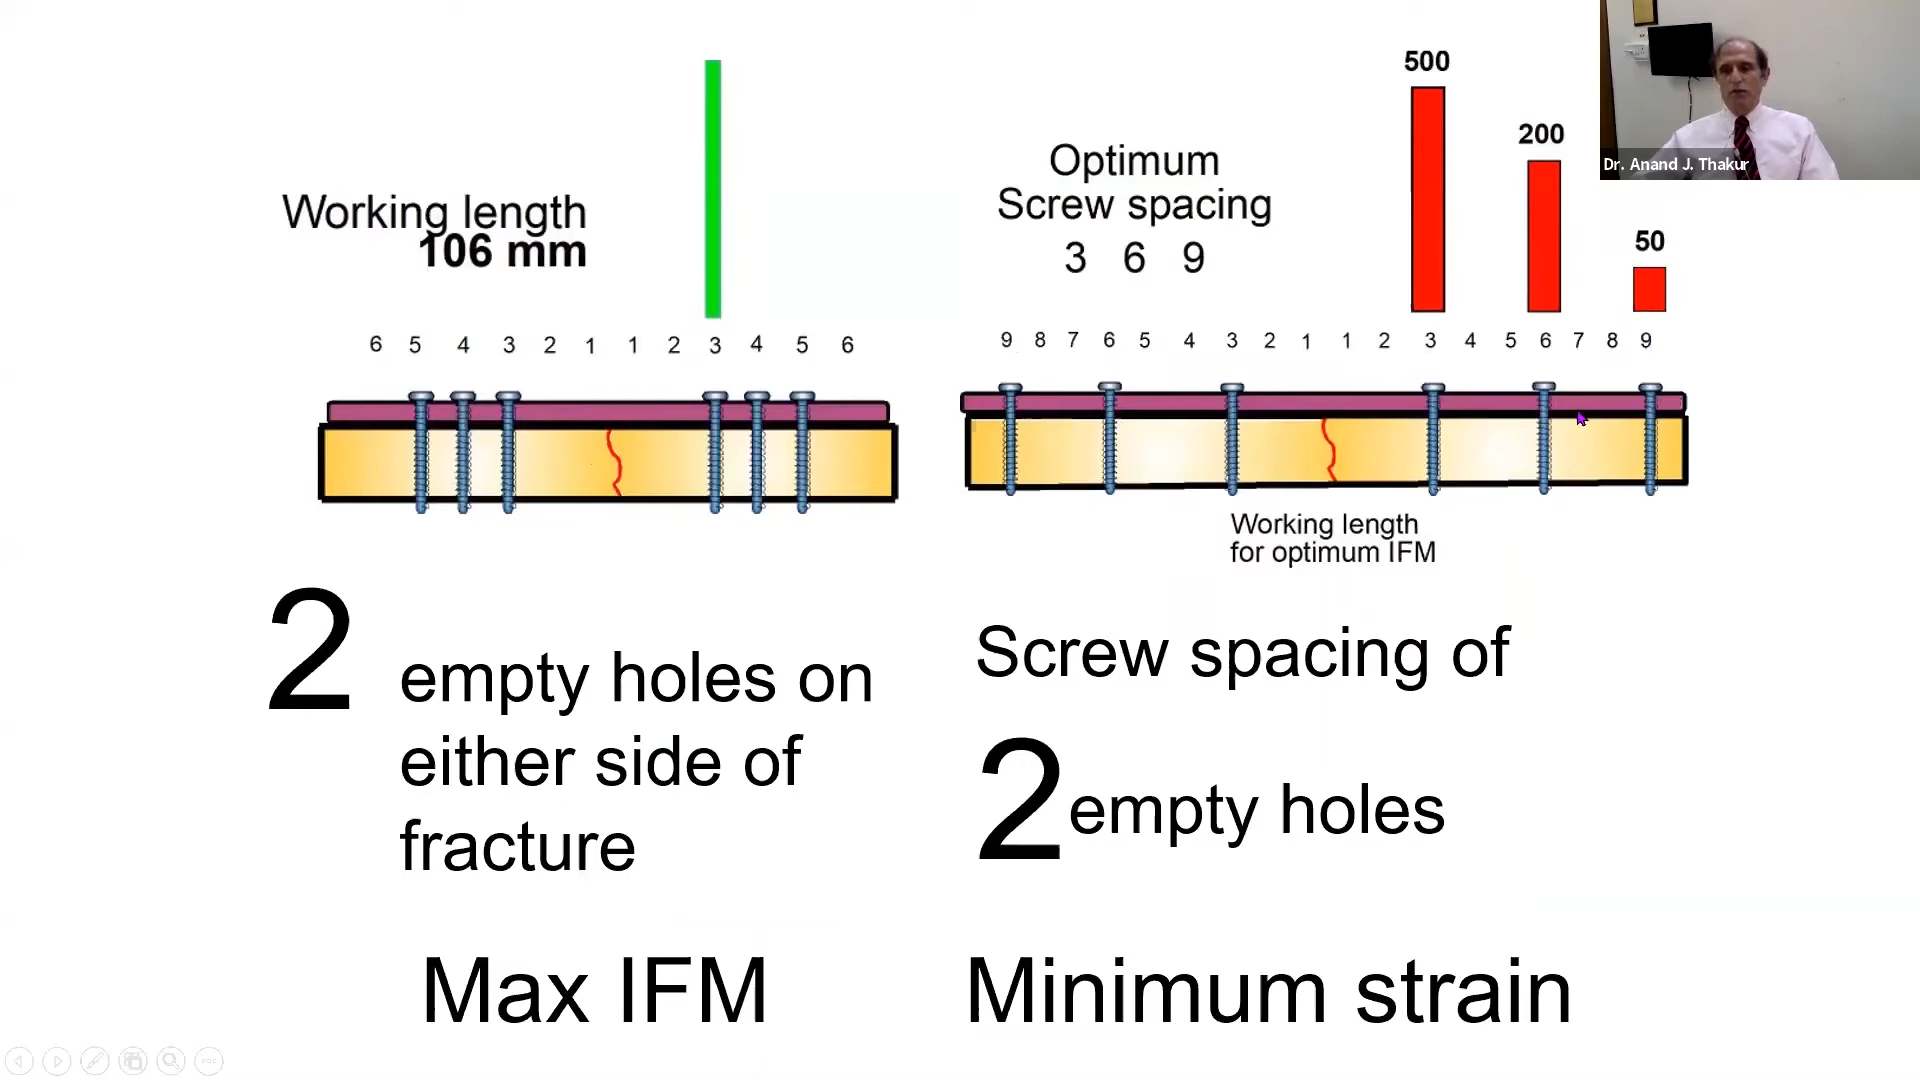 Working length
106 mm
6 5 4 3 2 1 1 2 3 4 5 6
2
empty holes on
either side of
fracture
Max IFM
Optimum
Screw spacing
3 6 9
500
200
50
9 8 7 6 5 4 3 2 1 1 2 3 4 5 6 7 8 9
Working length
for optimum IFM
Screw spacing of
2
empty holes
Minimum strain
Dr. Anand J. Thakur